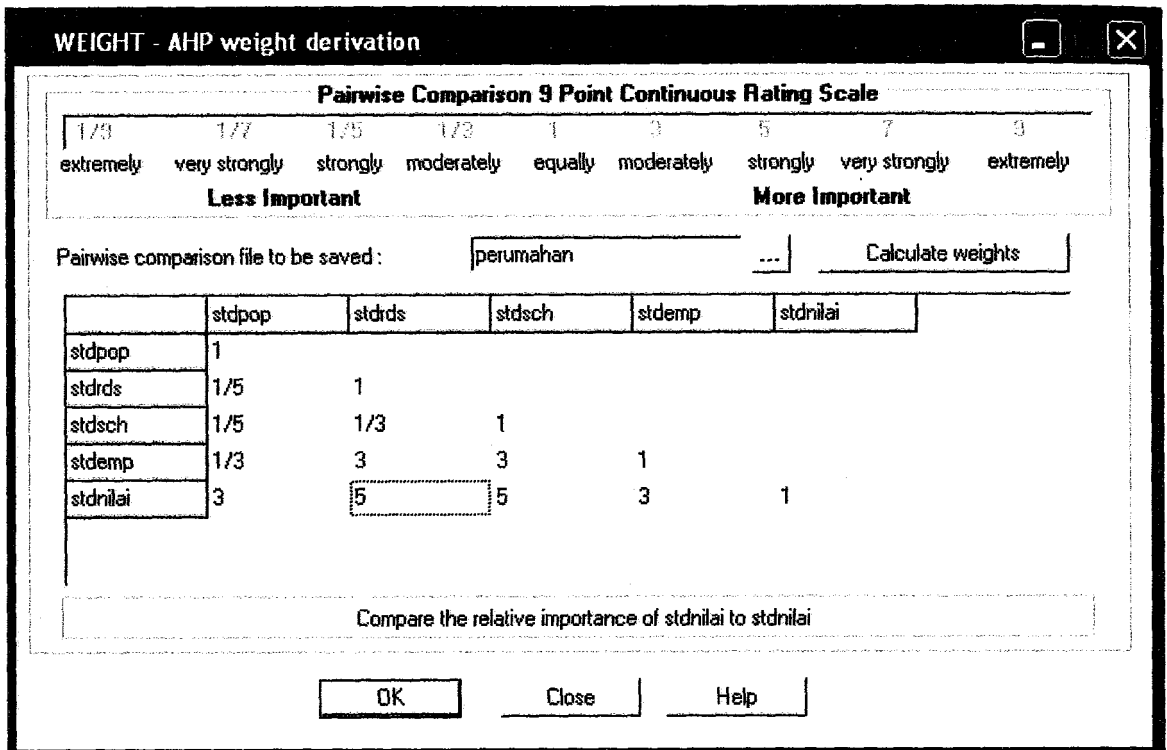 WEIGHT - AHP weight derivation
Pairwise Comparison 9 Point Continuous Rating Scale
1/9 1/7 1/5 1/3 1 3 5 7 9
extremely very strongly strongly moderately equally moderately strongly very strongly extremely
Less Important More Important
Pairwise comparison file to be saved : perumahan ... Calculate weights
stdpop stdrds stdsch stdemp stdnilai
stdpop 1
stdrds 1/5 1
stdsch 1/5 1/3 1
stdemp 1/3 3 3 1
stdnilai 3 5 5 3 1
Compare the relative importance of stdnilai to stdnilai
OK Close Help